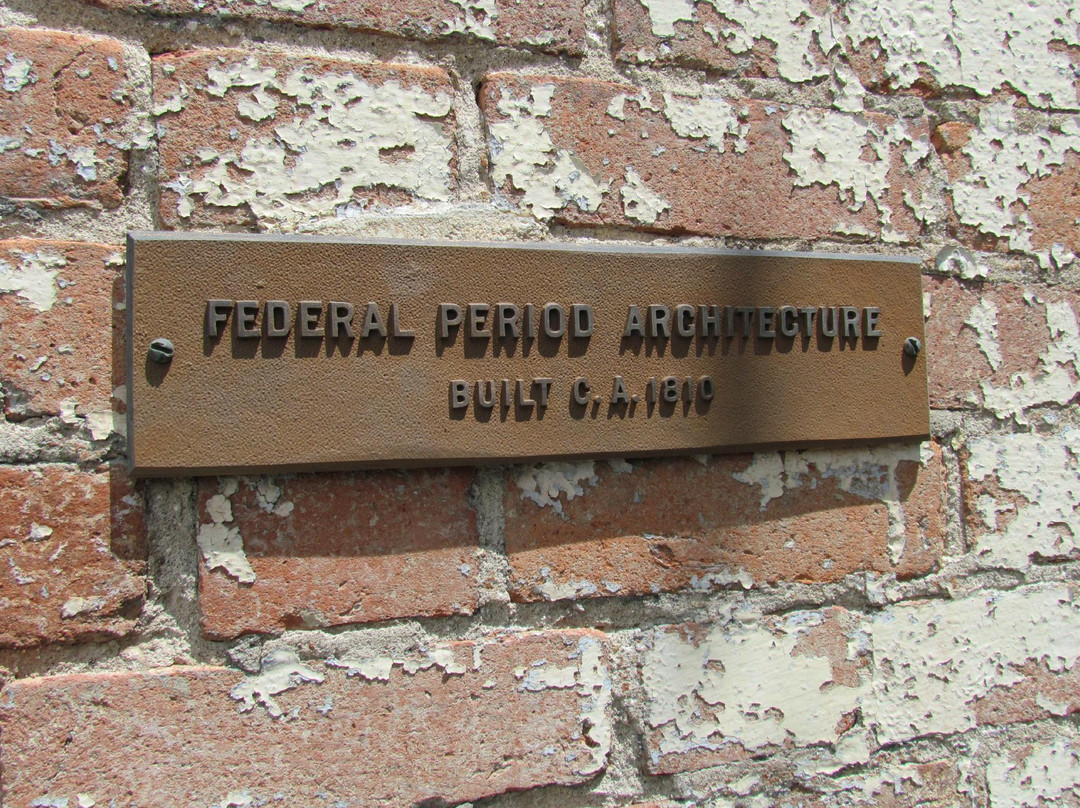 FEDERAL PERIOD ARCHITECTURE
BUILT C.A. 1810